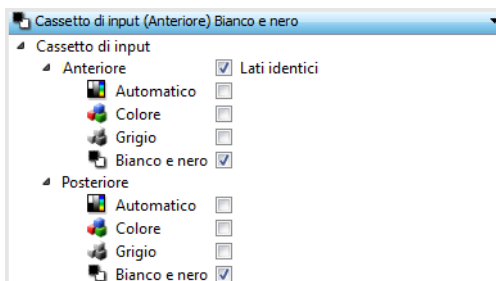 Cassetto di input (Anteriore) Bianco e nero
Cassetto di input
Anteriore Lati identici
Automatico
Colore
Grigio
Bianco e nero
Posteriore
Automatico
Colore
Grigio
Bianco e nero